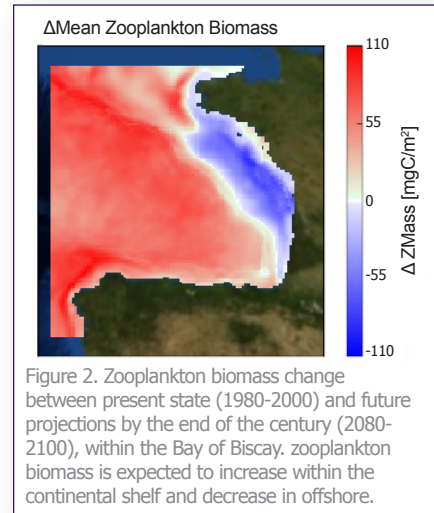 ΔMean Zooplankton Biomass
110
55
0
-55
-110
Δ ZMass [mgC/m²]
Figure 2. Zooplankton biomass change
between present state (1980-2000) and future
projections by the end of the century (2080-
2100), within the Bay of Biscay. zooplankton
biomass is expected to increase within the
continental shelf and decrease in offshore.